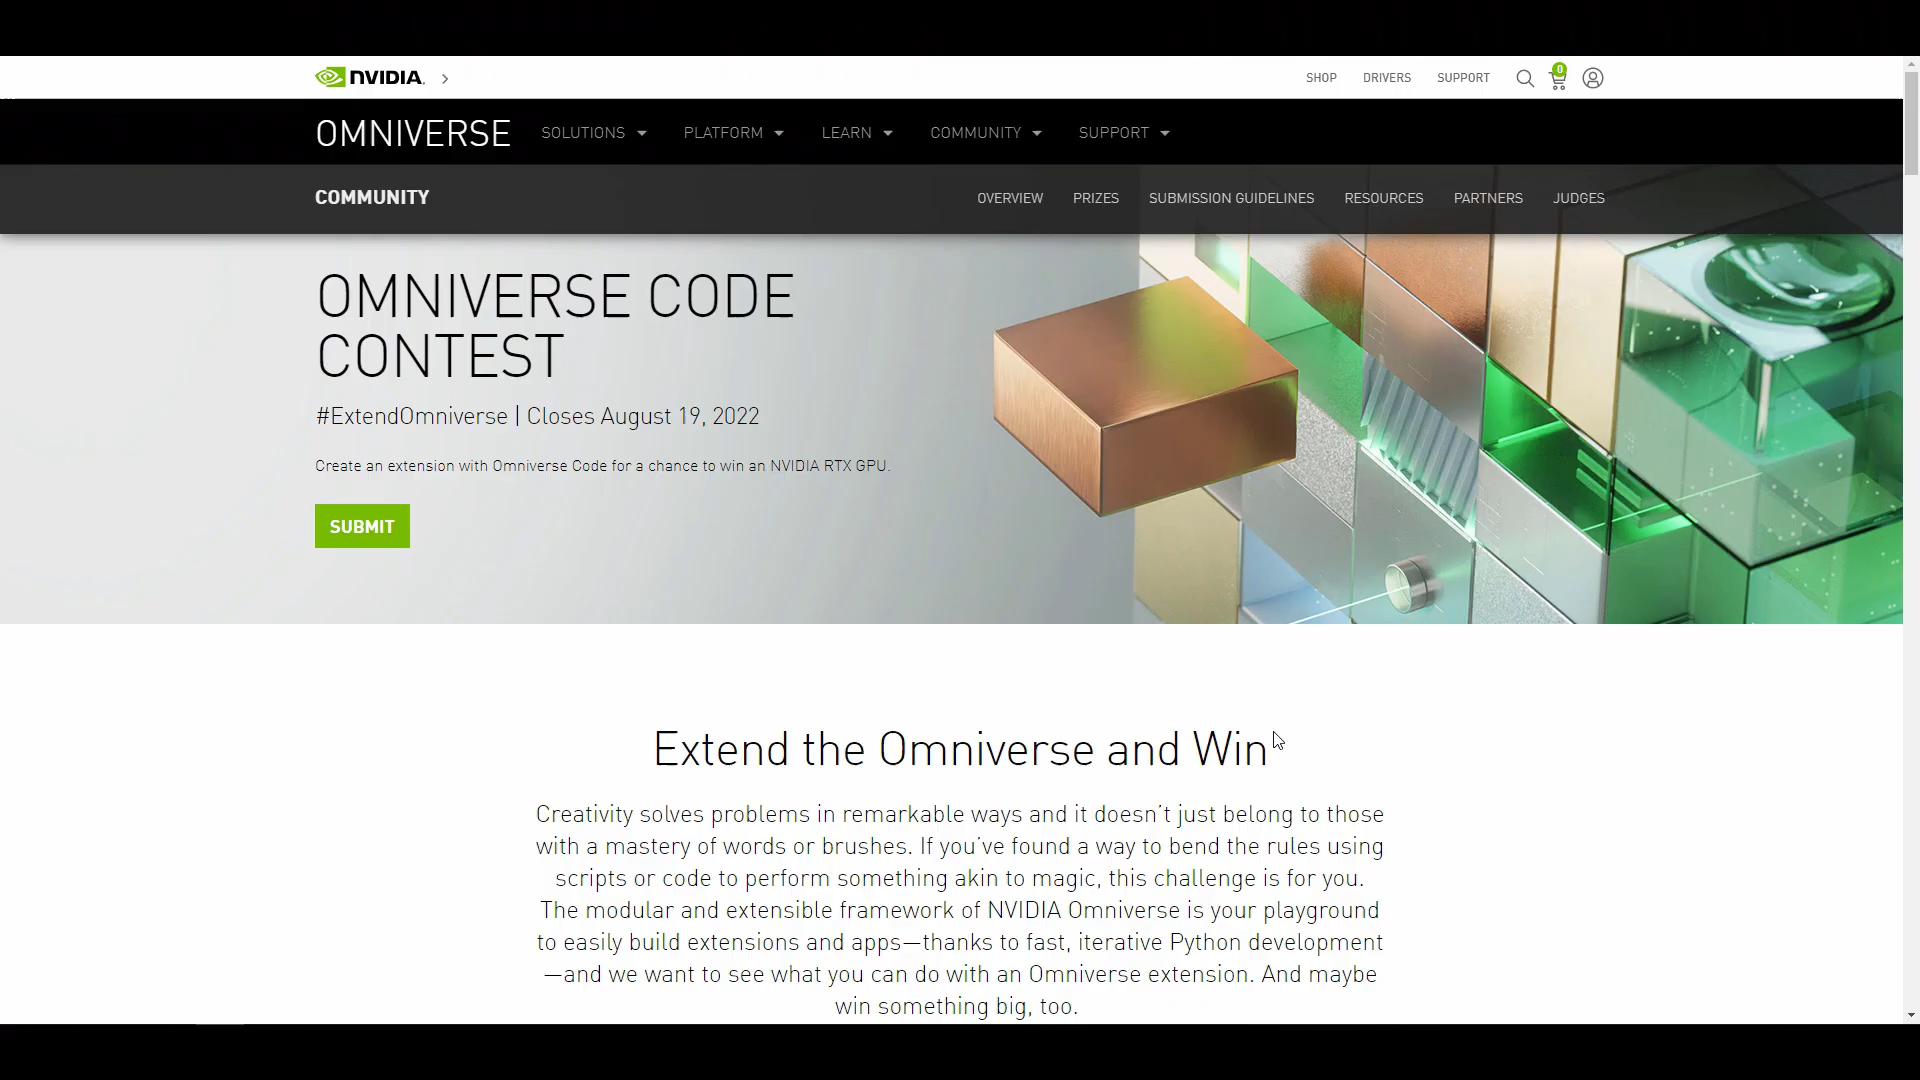 NVIDIA.
SHOP DRIVERS SUPPORT 0
OMNIVERSE SOLUTIONS PLATFORM LEARN COMMUNITY SUPPORT
COMMUNITY OVERVIEW PRIZES SUBMISSION GUIDELINES RESOURCES PARTNERS JUDGES
OMNIVERSE CODE
CONTEST
#ExtendOmniverse | Closes August 19, 2022
Create an extension with Omniverse Code for a chance to win an NVIDIA RTX GPU.
SUBMIT
Extend the Omniverse and Win
Creativity solves problems in remarkable ways and it doesn’t just belong to those
with a mastery of words or brushes. If you’ve found a way to bend the rules using
scripts or code to perform something akin to magic, this challenge is for you.
The modular and extensible framework of NVIDIA Omniverse is your playground
to easily build extensions and apps—thanks to fast, iterative Python development
—and we want to see what you can do with an Omniverse extension. And maybe
win something big, too.